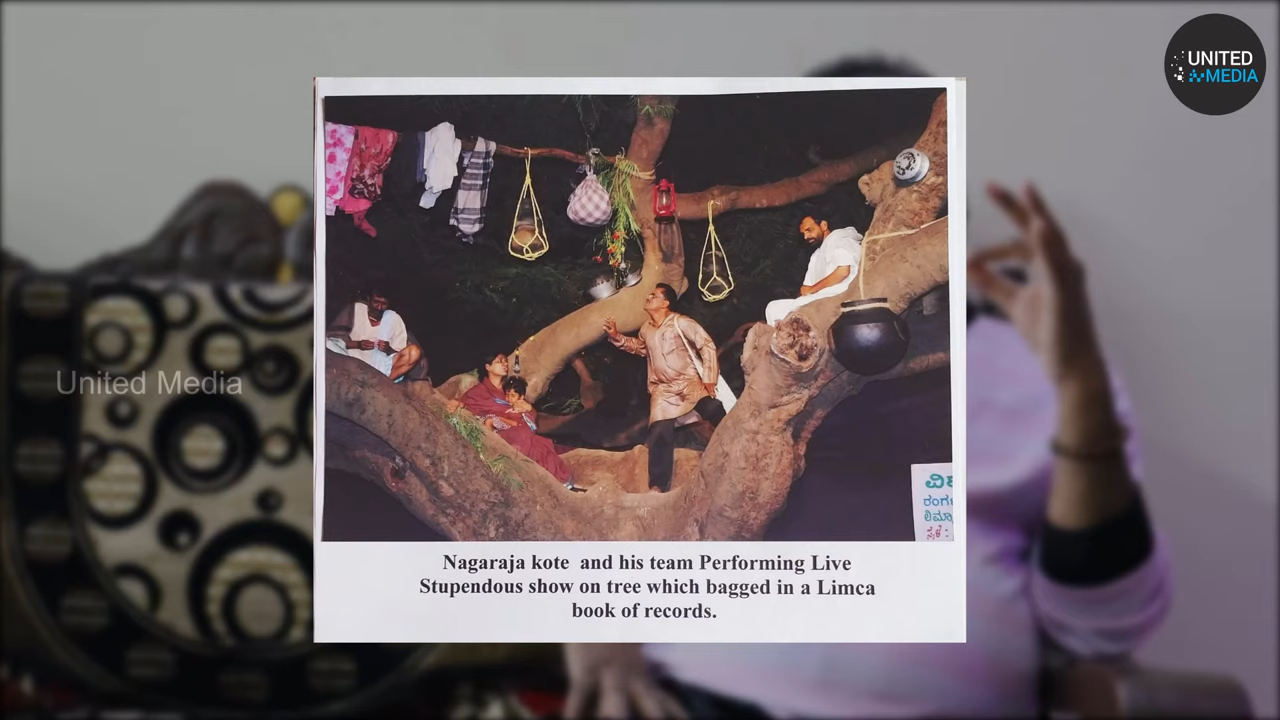 UNITED
MEDIA
United Media
ರಂಗ
Nagaraja kote and his team Performing Live
Stupendous show on tree which bagged in a Limca
book of records.